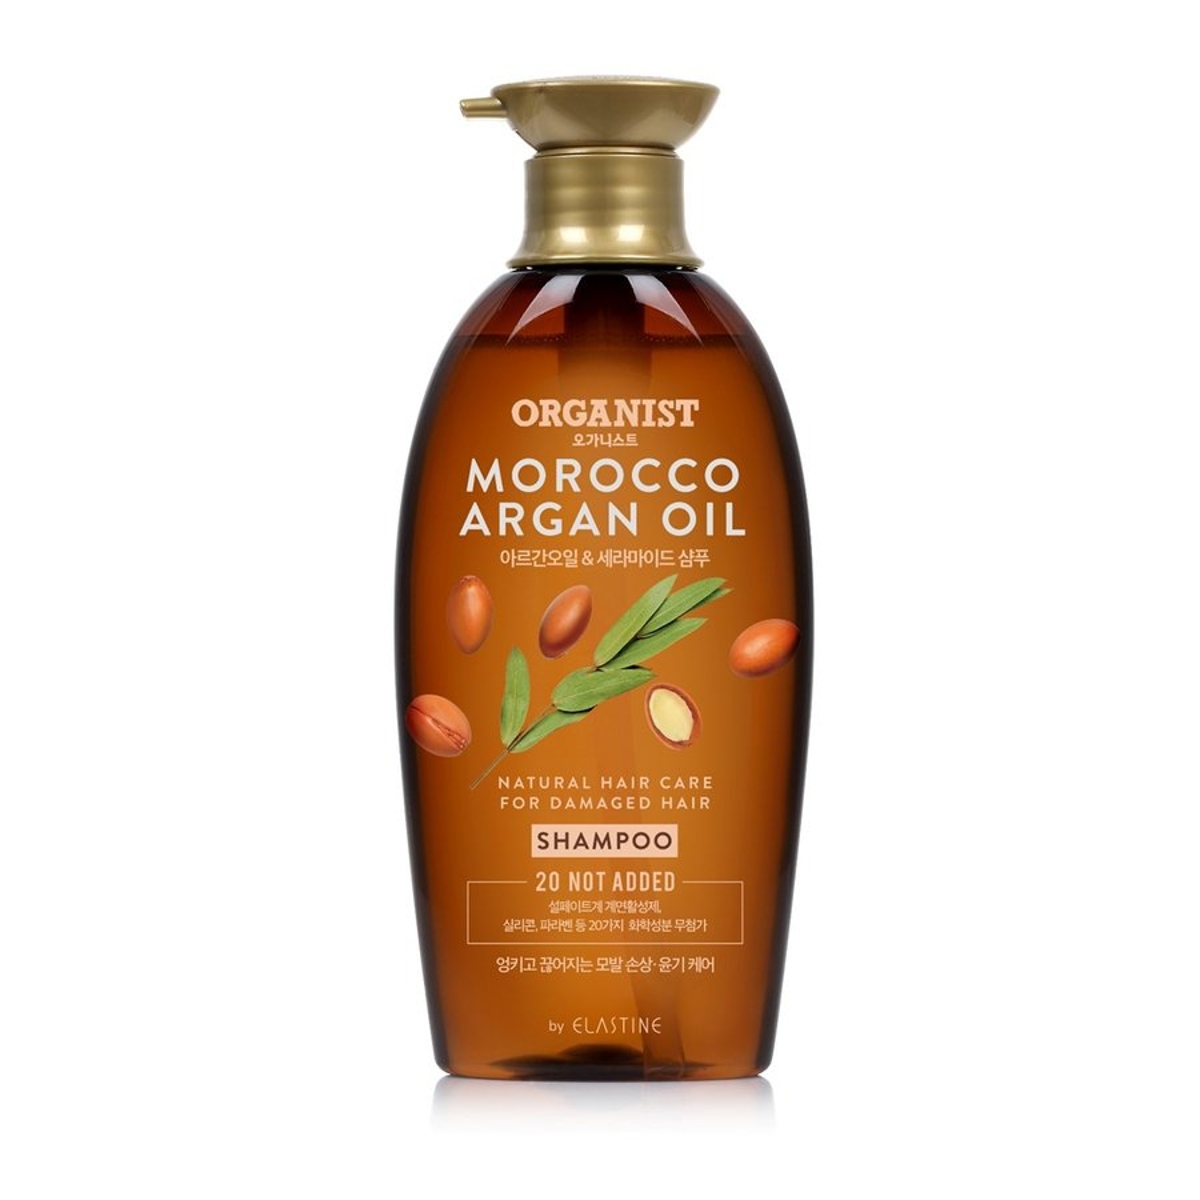 ORGANIST
오가니스트
MOROCCO
ARGAN OIL
아르간오일 & 세라마이드 샴푸
NATURAL HAIR CARE
FOR DAMAGED HAIR
SHAMPOO
20 NOT ADDED
설페이트계 계면활성제,
실리콘, 파라벤 등 20가지 화학성분 무첨가
엉키고 끊어지는 모발 손상·윤기 케어
by ELASTINE